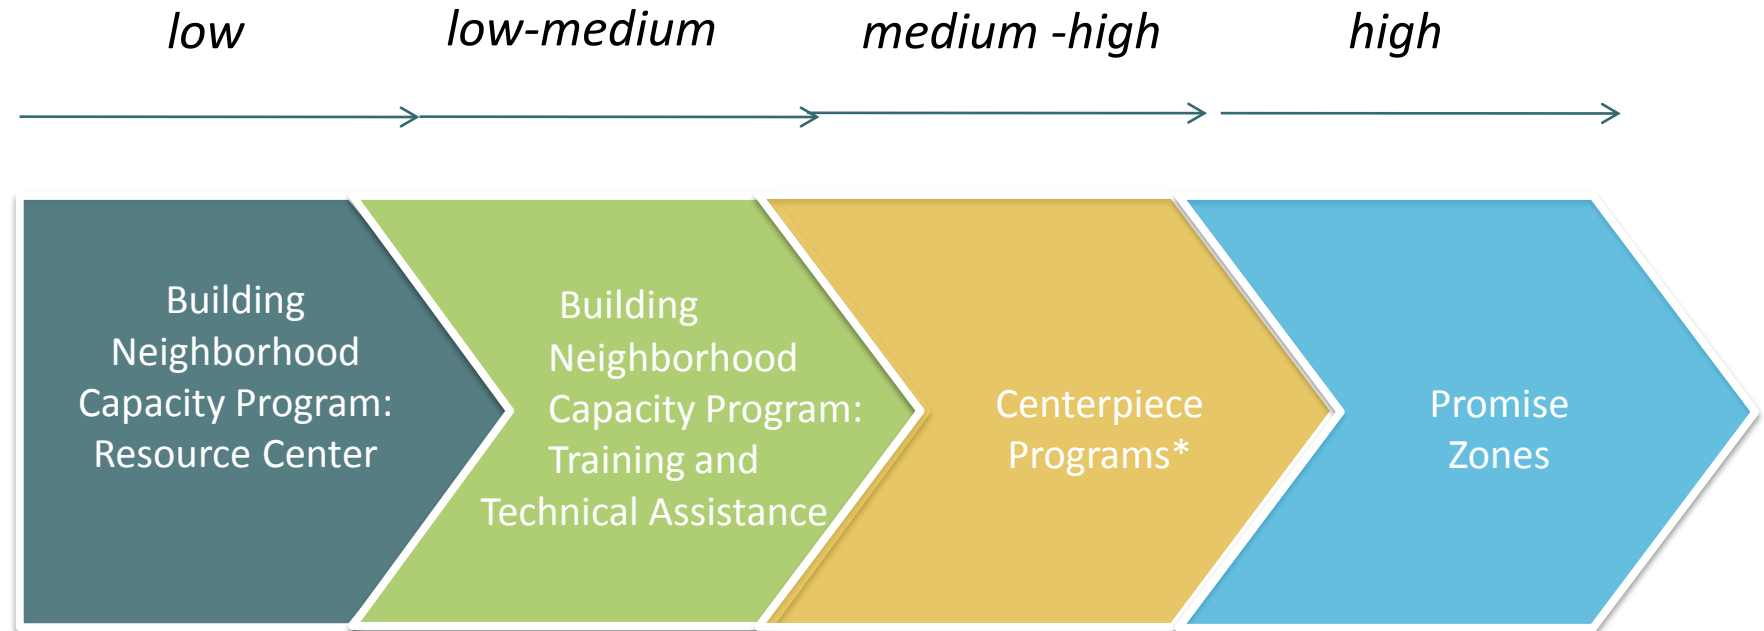 low
low-medium
medium -high
high
Building
Neighborhood
Capacity Program:
Resource Center
Building
Neighborhood
Capacity Program:
Training and
Technical Assistance
Centerpiece
Programs*
Promise
Zones